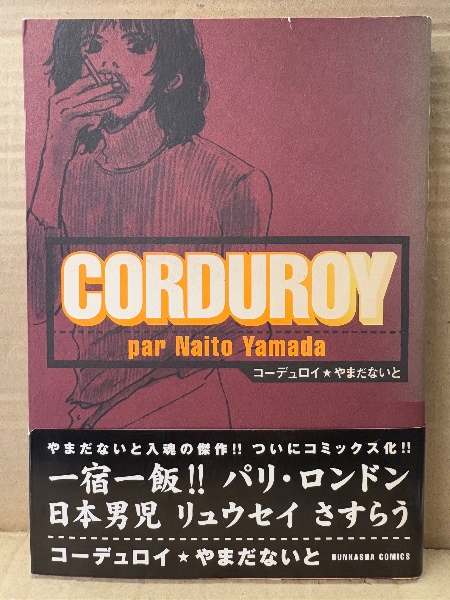 CORDUROY
par Naito Yamada
コーデュロイ★やまだないと
やまだないと入魂の傑作!! ついにコミックス化!!
一宿一飯!! パリ・ロンドン
日本男児 リュウセイ さすらう
コーデュロイ★やまだないと BUNKASHA COMICS